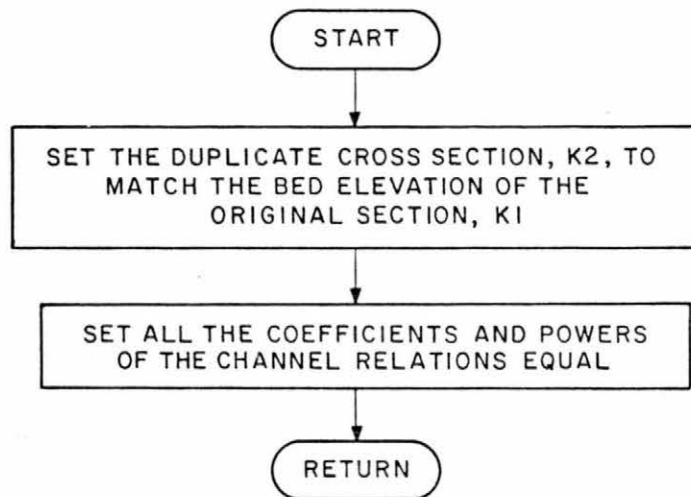 START
SET THE DUPLICATE CROSS SECTION, K2, TO
MATCH THE BED ELEVATION OF THE
ORIGINAL SECTION, K1
SET ALL THE COEFFICIENTS AND POWERS
OF THE CHANNEL RELATIONS EQUAL
RETURN